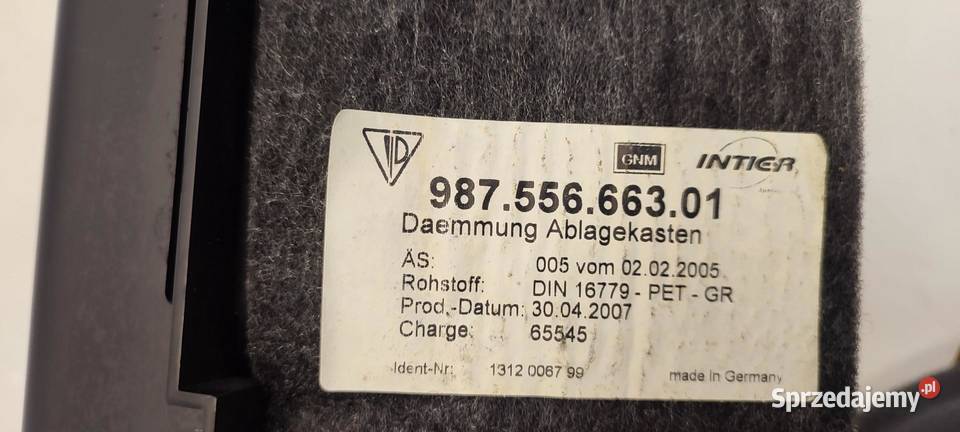 GNM INTIER
987.556.663.01
Daemmung Ablagekasten
ÄS: 005 vom 02.02.2005
Rohstoff: DIN 16779 - PET - GR
Prod.-Datum: 30.04.2007
Charge: 65545
Ident-Nr: 1312 0067 99 made in Germany
Sprzedajemy.pl